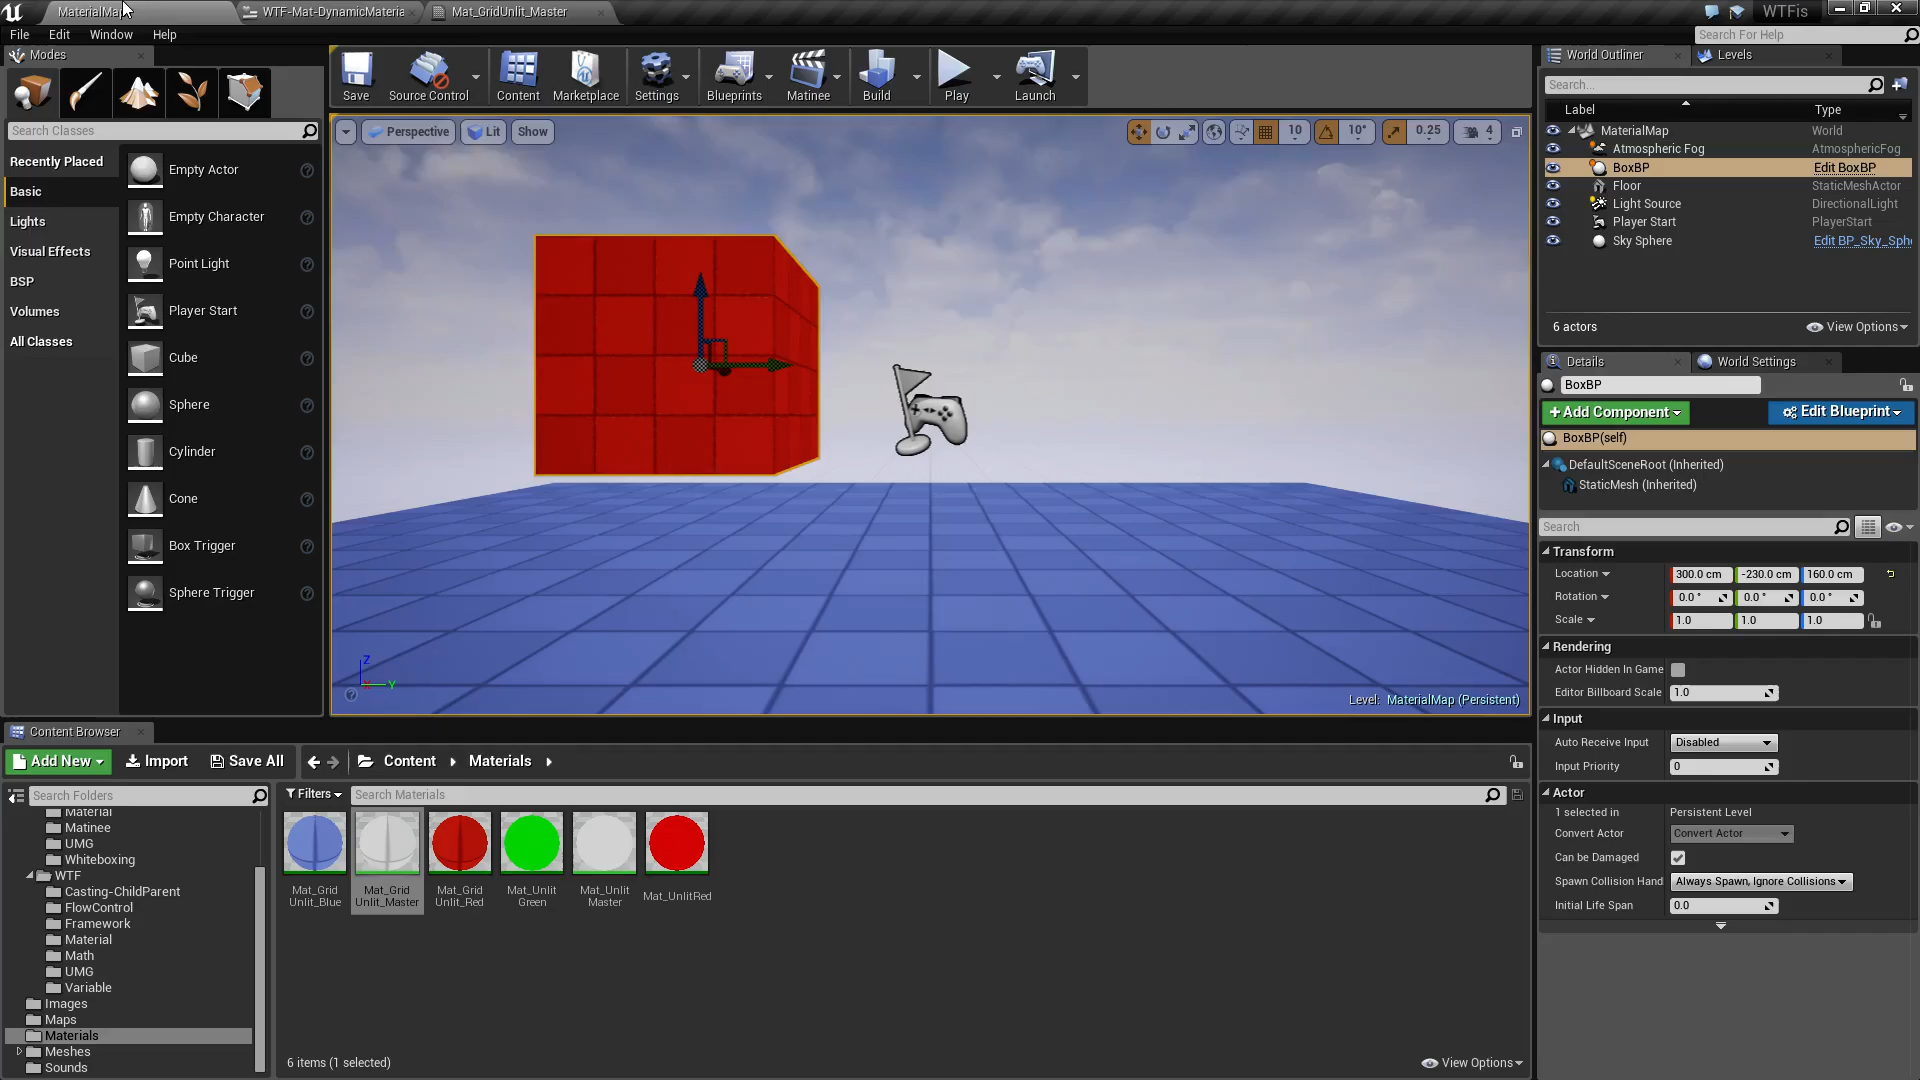 MaterialMap
WTF-Mat-DynamicMateria
Mat_GridUnlit_Master
WTFis
File
Edit
Window
Help
Search For Help
Modes
Search Classes
Recently Placed
Basic
Lights
Visual Effects
BSP
Volumes
All Classes
Empty Actor
Empty Character
Point Light
Player Start
Cube
Sphere
Cylinder
Cone
Box Trigger
Sphere Trigger
Save
Source Control
Content
Marketplace
Settings
Blueprints
Matinee
Build
Play
Launch
Perspective
Lit
Show
10
10°
0.25
4
Z
Y
Level: MaterialMap (Persistent)
World Outliner
Levels
Search...
Label
Type
MaterialMap
World
Atmospheric Fog
AtmosphericFog
BoxBP
Edit BoxBP
Floor
StaticMeshActor
Light Source
DirectionalLight
Player Start
PlayerStart
Sky Sphere
Edit BP_Sky_Sph
6 actors
View Options
Details
World Settings
BoxBP
+Add Component
Edit Blueprint
BoxBP(self)
DefaultSceneRoot (Inherited)
StaticMesh (Inherited)
Search
Transform
Location
300.0 cm
-230.0 cm
160.0 cm
Rotation
0.0 °
0.0 °
0.0 °
Scale
1.0
1.0
1.0
Rendering
Actor Hidden In Game
Editor Billboard Scale
1.0
Input
Auto Receive Input
Disabled
Input Priority
0
Actor
1 selected in
Persistent Level
Convert Actor
Convert Actor
Can be Damaged
Spawn Collision Hand
Always Spawn, Ignore Collisions
Initial Life Span
0.0
Content Browser
Add New
Import
Save All
Content
Materials
Search Folders
Filters
Search Materials
Material
Matinee
UMG
Whiteboxing
WTF
Casting-ChildParent
FlowControl
Framework
Material
Math
UMG
Variable
Images
Maps
Materials
Meshes
Sounds
Mat_Grid
Unlit_Blue
Mat_Grid
Unlit_Master
Mat_Grid
Unlit_Red
Mat_Unlit
Green
Mat_Unlit
Master
Mat_UnlitRed
6 items (1 selected)
View Options